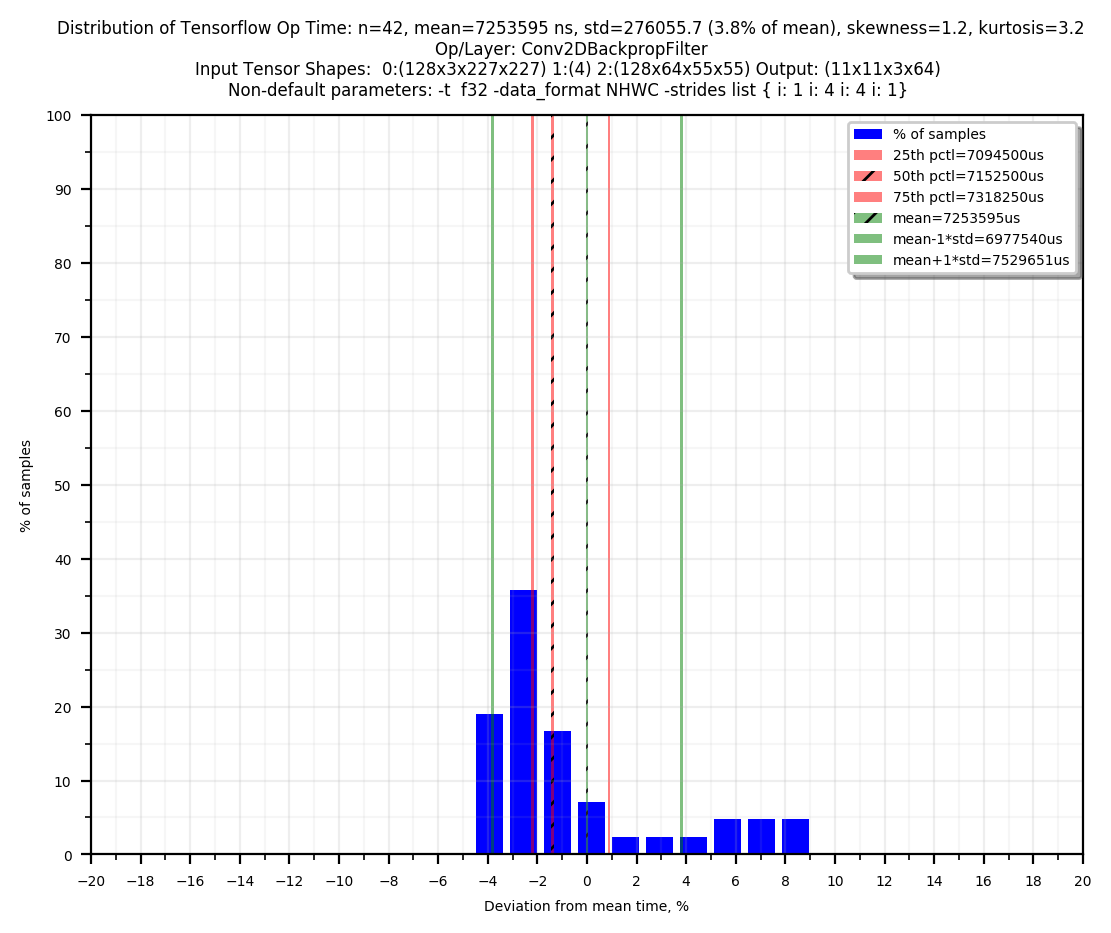 Distribution of Tensorflow Op Time: n=42, mean=7253595 ns, std=276055.7 (3.8% of mean), skewness=1.2, kurtosis=3.2
Op/Layer: Conv2DBackpropFilter
Input Tensor Shapes:  0:(128x3x227x227) 1:(4) 2:(128x64x55x55) Output: (11x11x3x64)
Non-default parameters: -t  f32 -data_format NHWC -strides list { i: 1 i: 4 i: 4 i: 1}
% of samples
25th pctl=7094500us
50th pctl=7152500us
75th pctl=7318250us
mean=7253595us
mean-1*std=6977540us
mean+1*std=7529651us
100
90
80
70
60
50
40
30
20
10
0
% of samples
−20 −18 −16 −14 −12 −10 −8 −6 −4 −2 0 2 4 6 8 10 12 14 16 18 20
Deviation from mean time, %